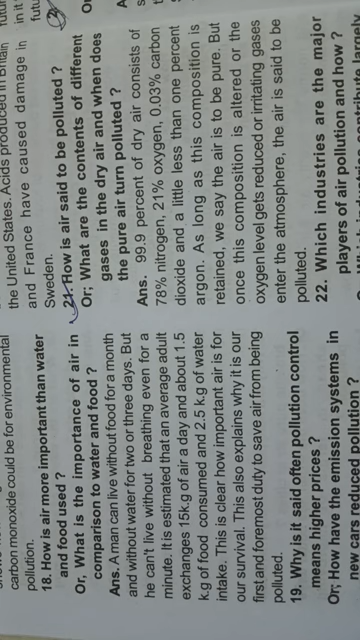 carbon monoxide could be for environmental
pollution.
18. How is air more important than water
and food used ?
Or, What is the importance of air in
comparison to water and food ?
Ans. A man can live without food for a month
and without water for two or three days. But
he can't live without breathing even for a
minute. It is estimated that an average adult
exchanges 15k.g of air a day and about 1.5
k.g of food consumed and 2.5 k.g of water
intake. This is clear how important air is for
our survival. This also explains why it is our
first and foremost duty to save air from being
polluted.
19. Why is it said often pollution control
means higher prices ?
Or; How have the emission systems in
new cars reduced pollution ?
the United States. Acids produced in Britain
and France have caused damage in
Sweden.
21. How is air said to be polluted ?
Or; What are the contents of different
gases in the dry air and when does
the pure air turn polluted ?
Ans. 99.9 percent of dry air consists of
78% nitrogen, 21% oxygen, 0.03% carbon
dioxide and a little less than one percent
argon. As long as this composition is
retained, we say the air is to be pure. But
once this composition is altered or the
oxygen level gets reduced or irritating gases
enter the atmosphere, the air is said to be
polluted.
22. Which industries are the major
players of air pollution and how ?